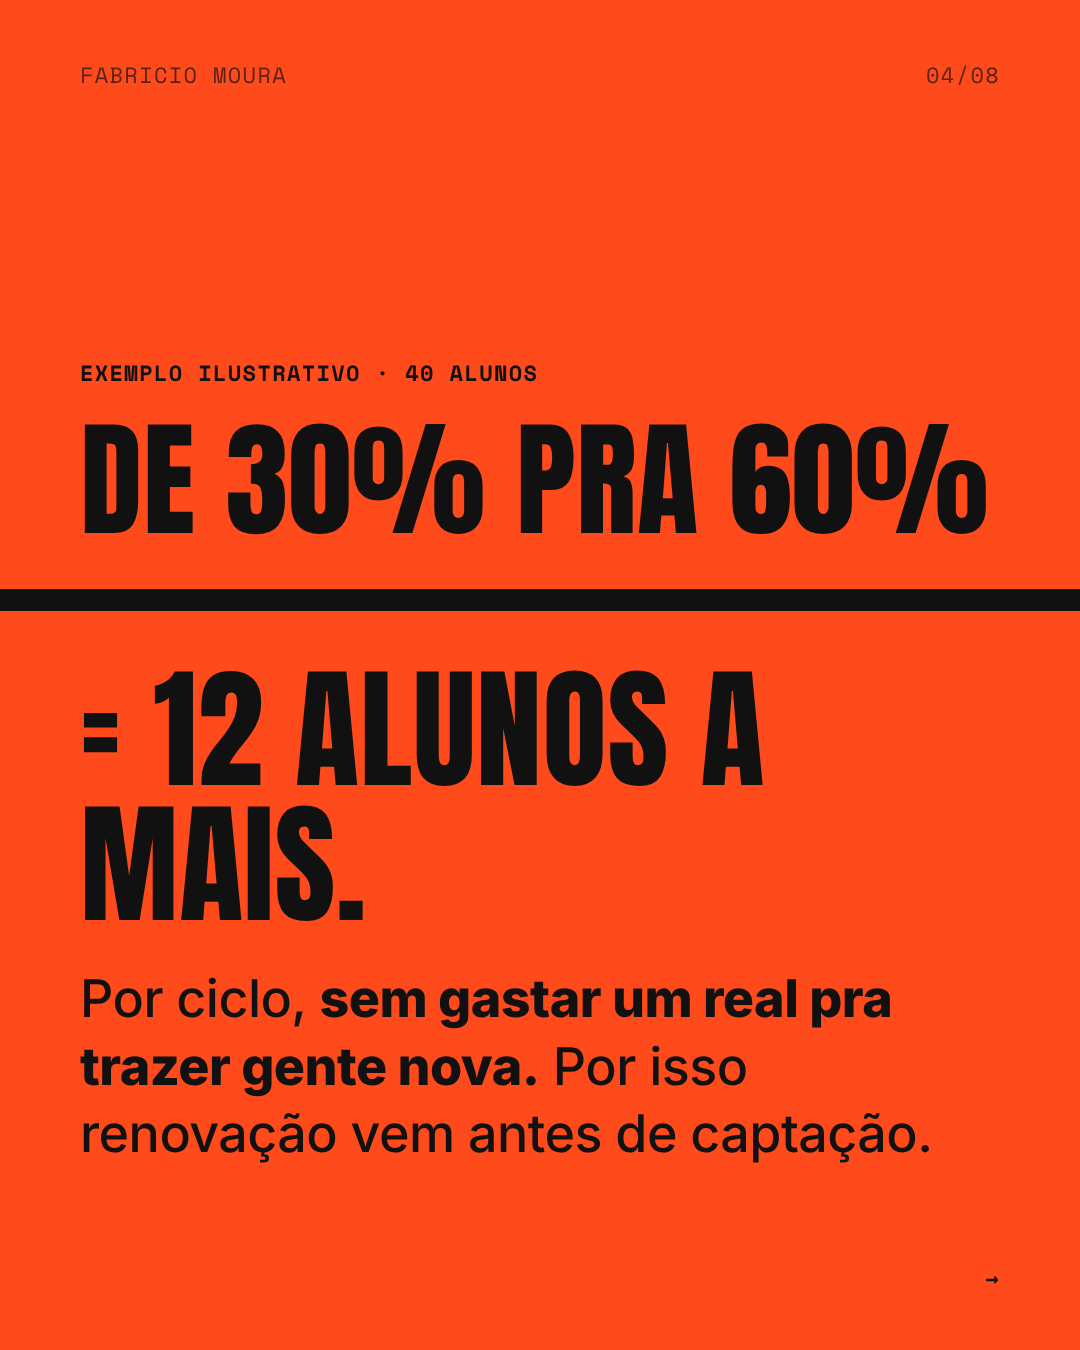 FABRICIO MOURA
04/08
EXEMPLO ILUSTRATIVO · 40 ALUNOS
DE 30% PRA 60%
= 12 ALUNOS A
MAIS.
Por ciclo, sem gastar um real pra
trazer gente nova. Por isso
renovação vem antes de captação.
→